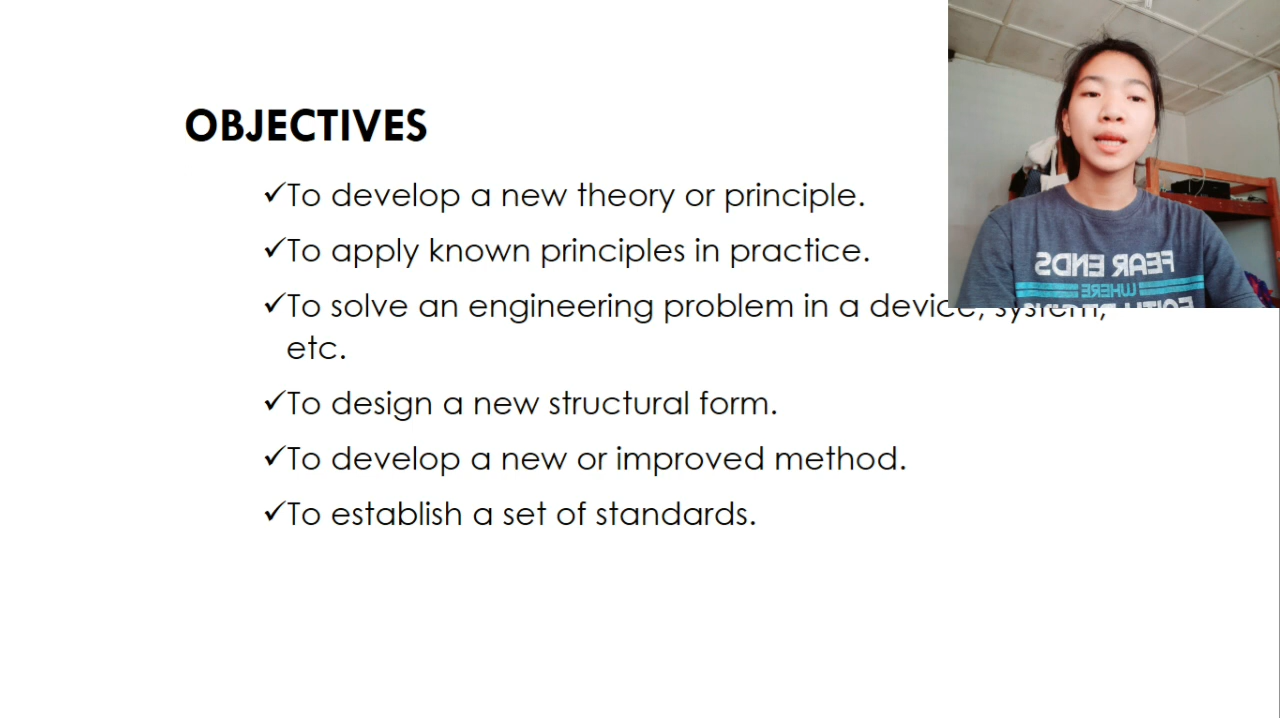 OBJECTIVES
✓To develop a new theory or principle.
✓To apply known principles in practice.
✓To solve an engineering problem in a device, system,
etc.
✓To design a new structural form.
✓To develop a new or improved method.
✓To establish a set of standards.
FEAR ENDS
WHERE